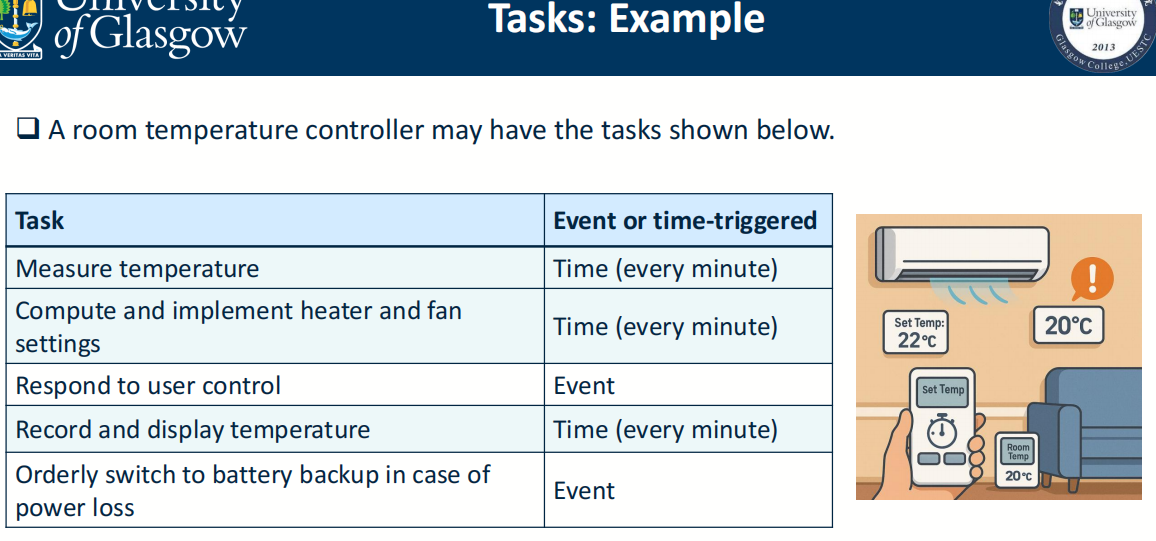 University
of Glasgow
VERITAS VITA
Tasks: Example
University
of Glasgow
2013
Glasgow College, UESTC
❑ A room temperature controller may have the tasks shown below.
Task Event or time-triggered
Measure temperature Time (every minute)
Compute and implement heater and fan
settings
Time (every minute)
Respond to user control Event
Record and display temperature Time (every minute)
Orderly switch to battery backup in case of
power loss
Event
!
Set Temp:
22°C
20°C
Set Temp
Room
Temp
20°C